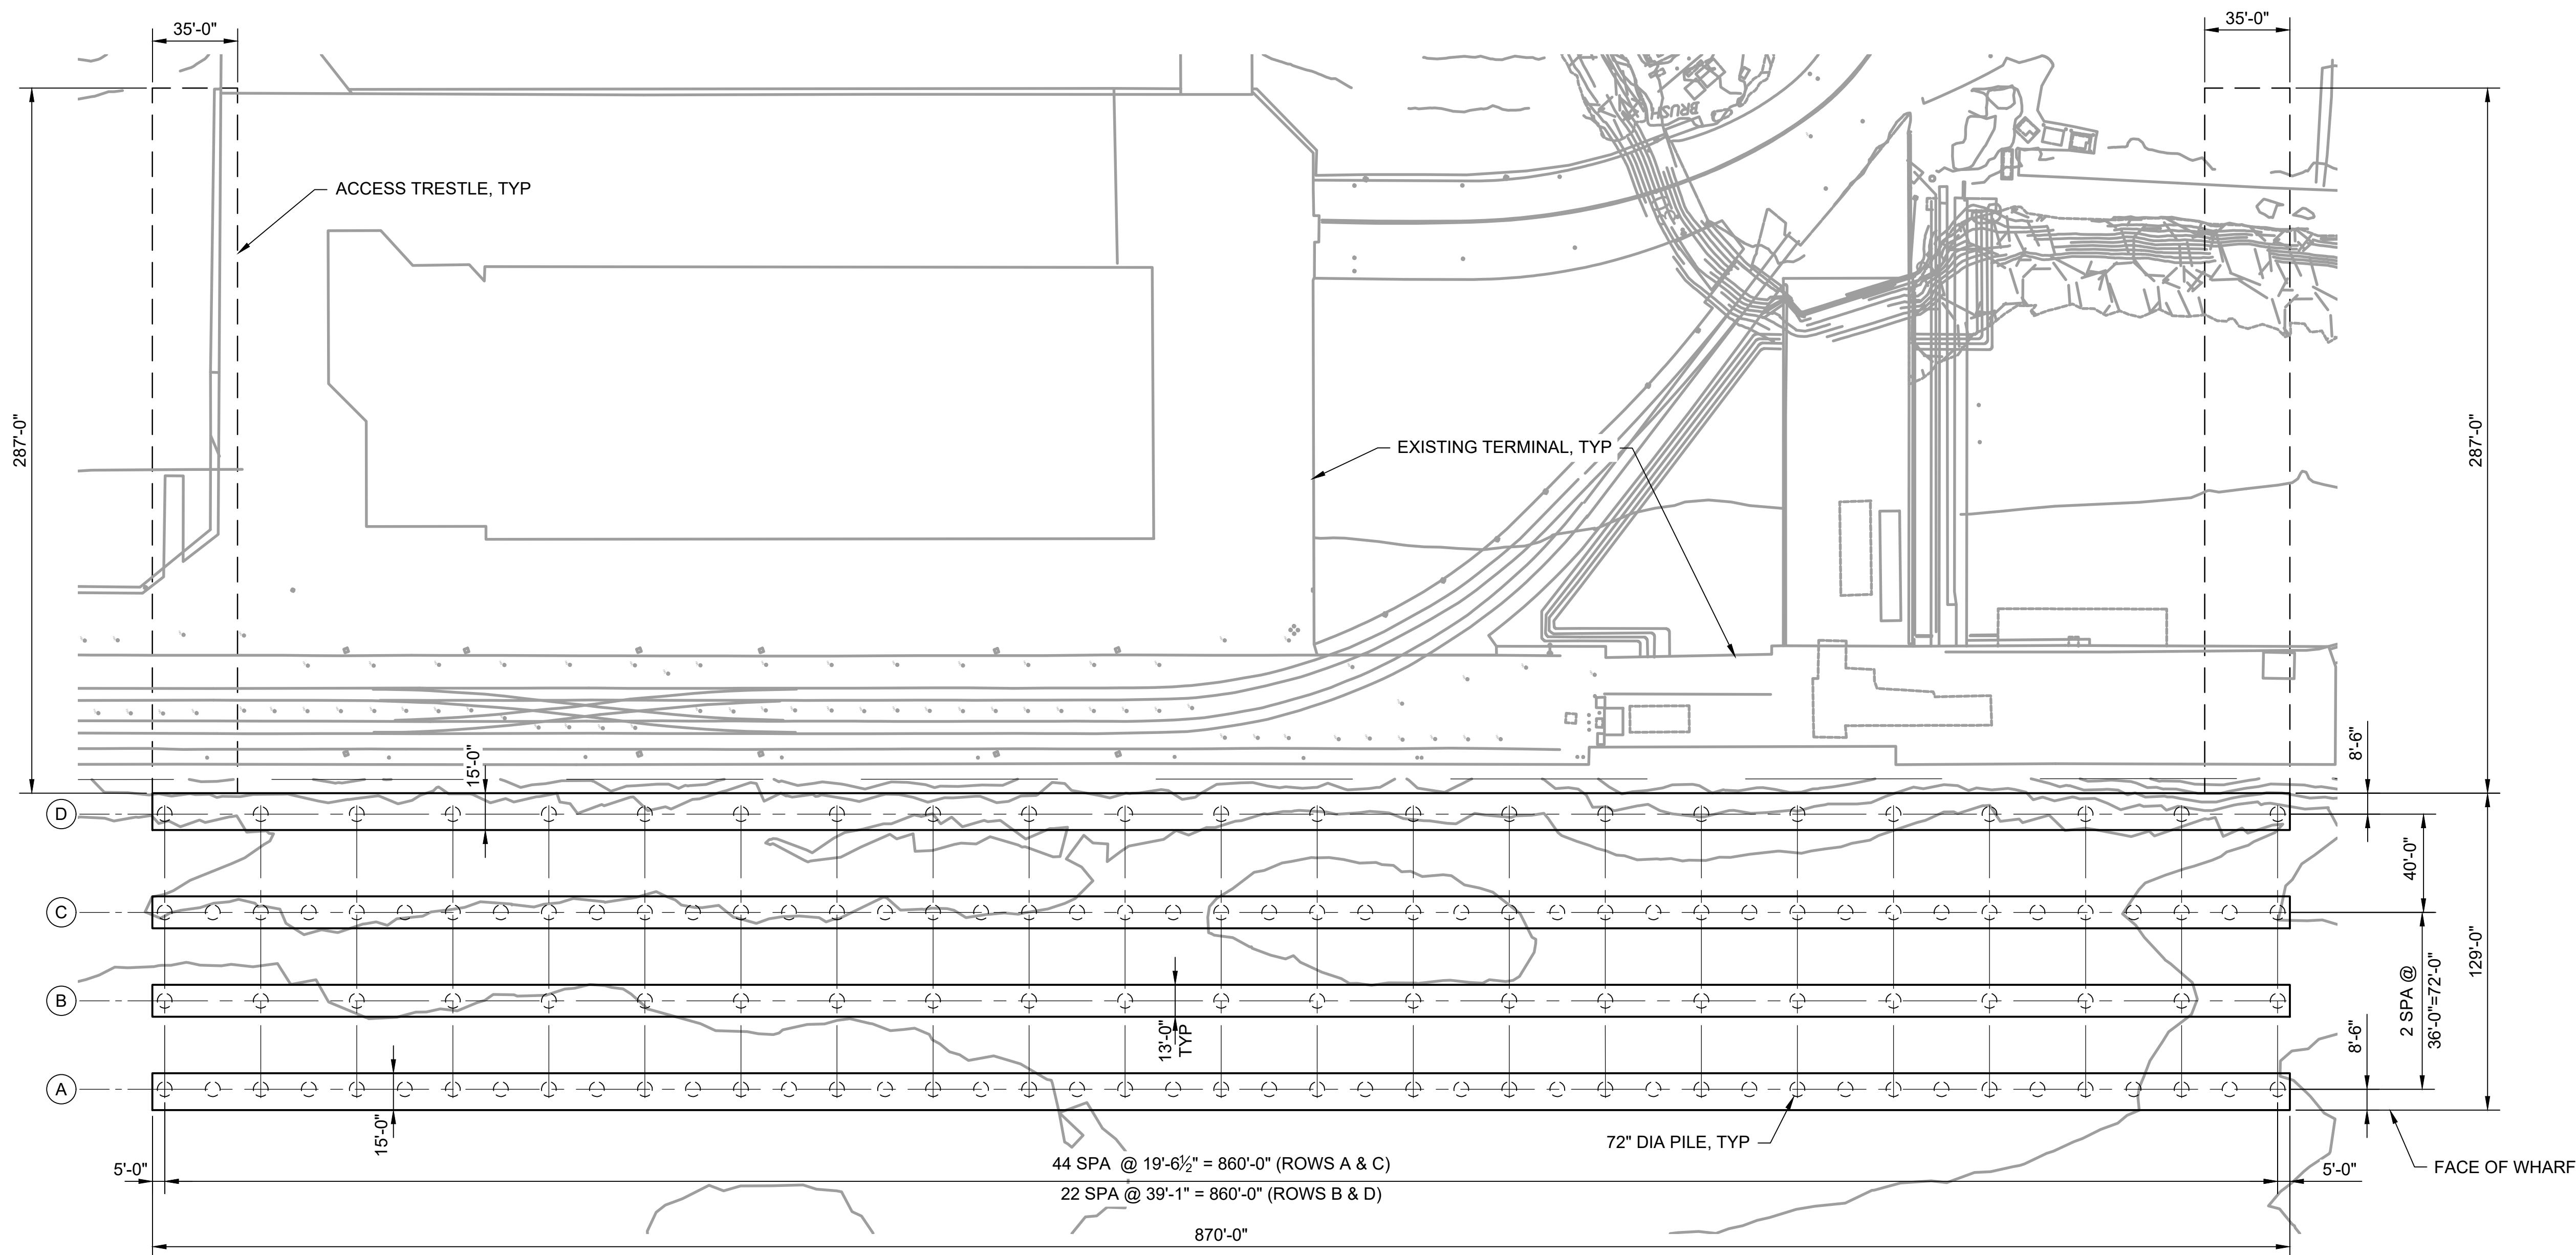 35'-0"
35'-0"
BRUSH
ACCESS TRESTLE, TYP
287'-0"
EXISTING TERMINAL, TYP
287'-0"
15'-0"
8'-6"
D
40'-0"
C
129'-0"
2 SPA @
36'-0"=72'-0"
B
13'-0"
TYP
8'-6"
A
15'-0"
72" DIA PILE, TYP
5'-0"
44 SPA @ 19'-6½" = 860'-0" (ROWS A & C)
5'-0"
FACE OF WHARF
22 SPA @ 39'-1" = 860'-0" (ROWS B & D)
870'-0"